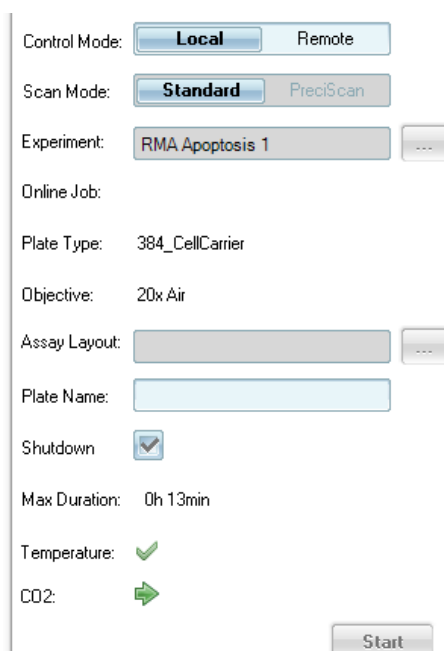 Control Mode: Local Remote
Scan Mode: Standard PreciScan
Experiment: RMA Apoptosis 1 ...
Online Job:
Plate Type: 384_CellCarrier
Objective: 20x Air
Assay Layout: ...
Plate Name:
Shutdown
Max Duration: 0h 13min
Temperature:
CO2:
Start